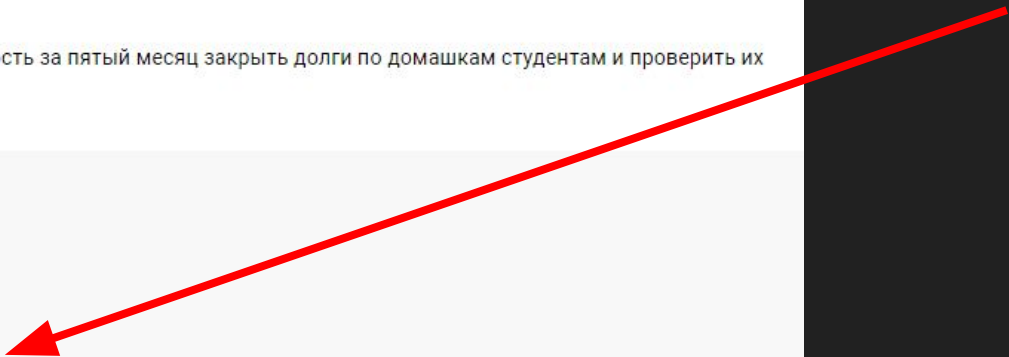 сть за пятый месяц закрыть долги по домашкам студентам и проверить их